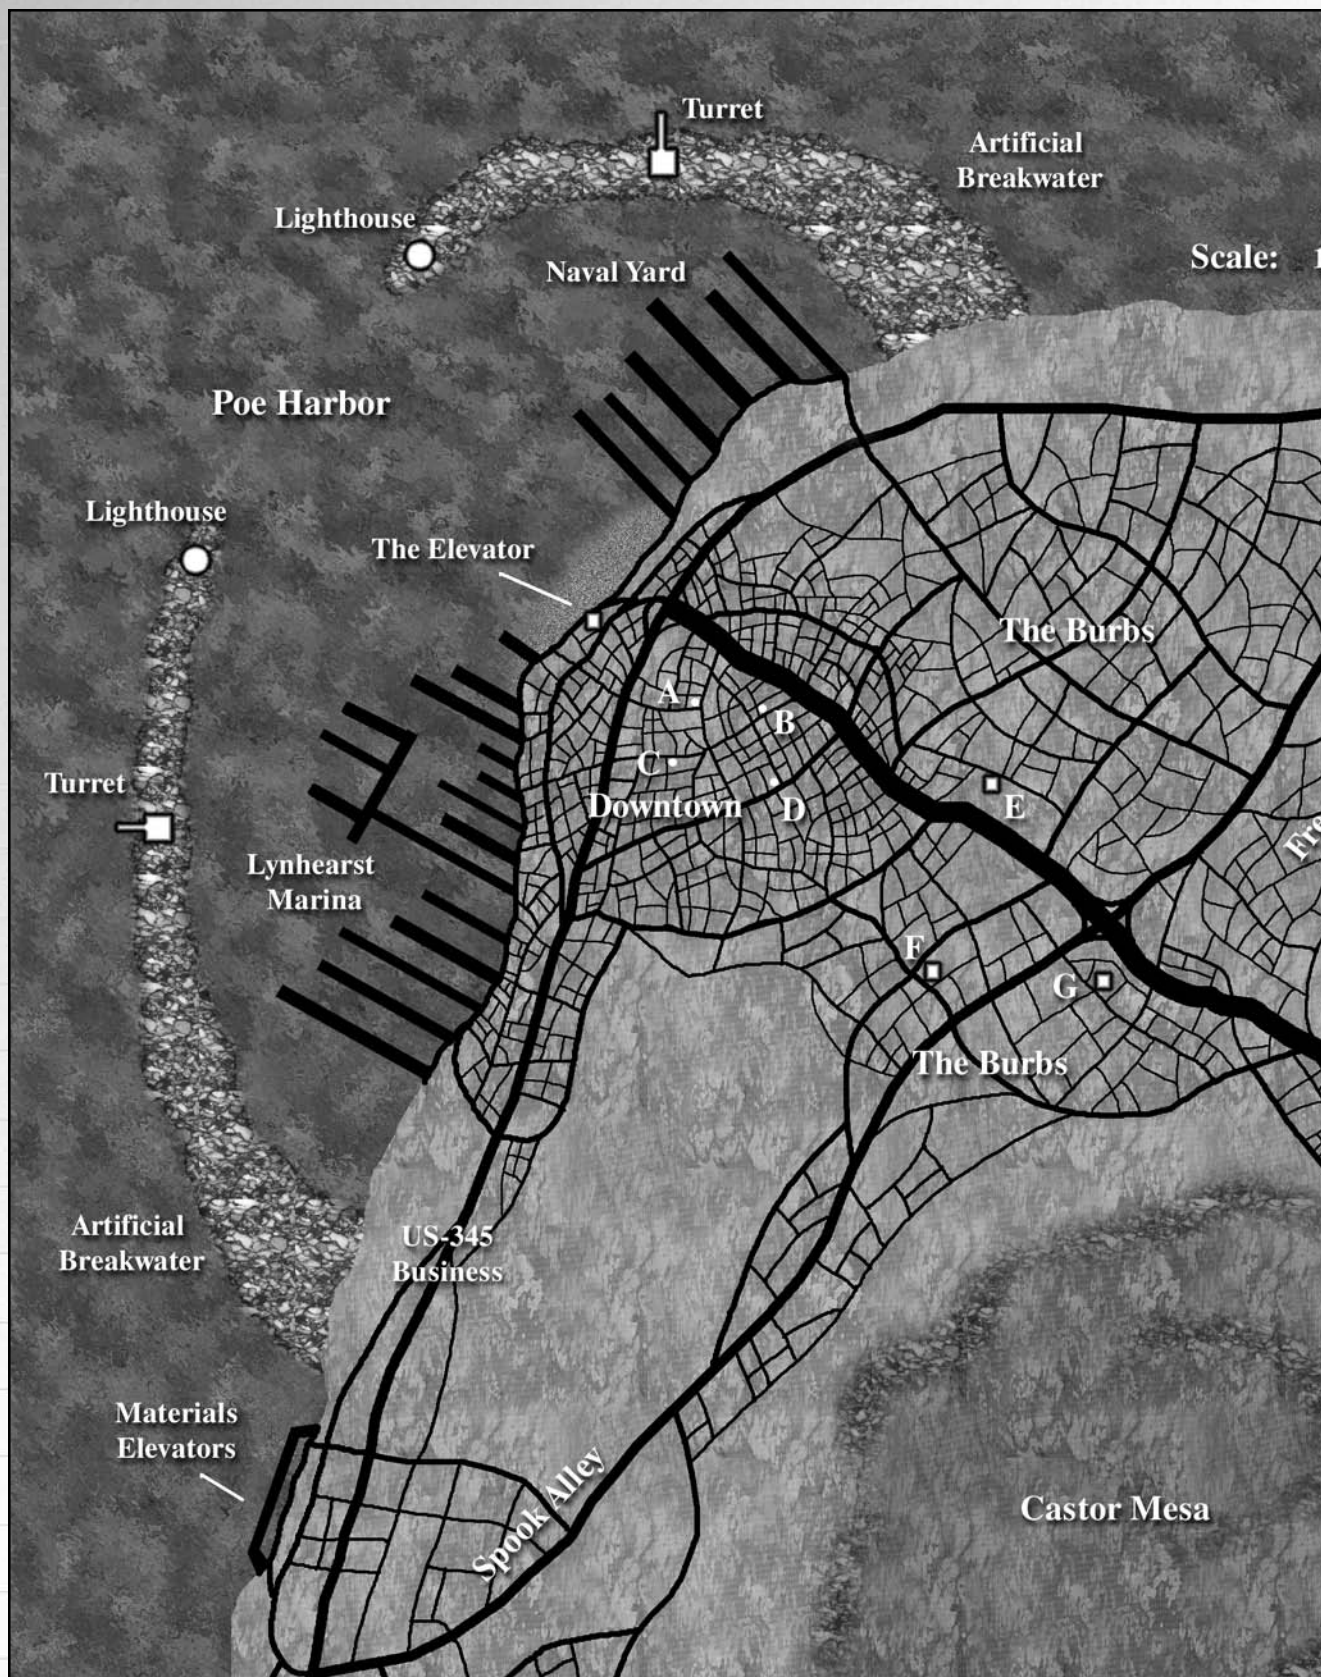 Turret
Artificial
Breakwater
Lighthouse
Scale:
Naval Yard
Poe Harbor
Lighthouse
The Elevator
The Burbs
A
B
C
Turret
Downtown
D
E
Lynhearst
Marina
F
G
The Burbs
Artificial
Breakwater
US-345
Business
Materials
Elevators
Spook Alley
Castor Mesa